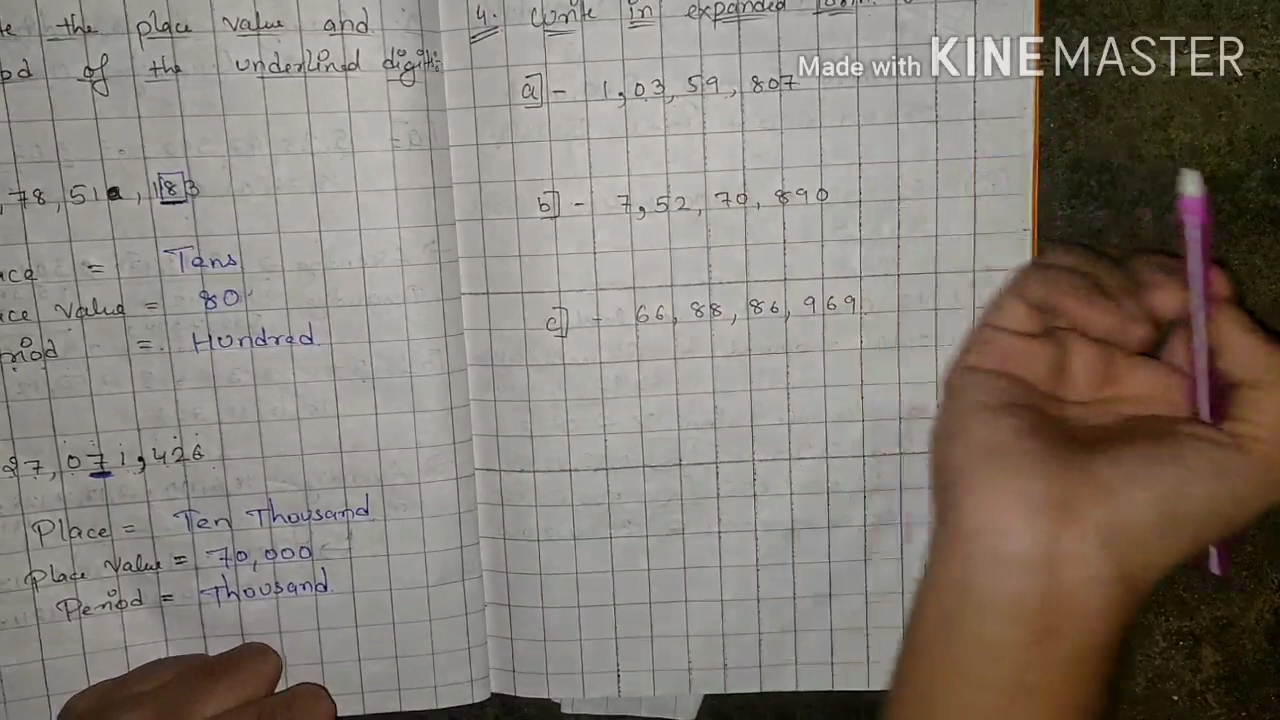 the place value and
of the underlined digits
,78,51 , 183
= Tens
value = 80
= Hundred
97,071,426
Place = Ten Thousand
Place value = 70,000
Period = Thousand
4. write in expanded form
a] - 1,03,59,807
b] - 7,52,70,890
c] - 66,88,86,969
Made with KINEMASTER